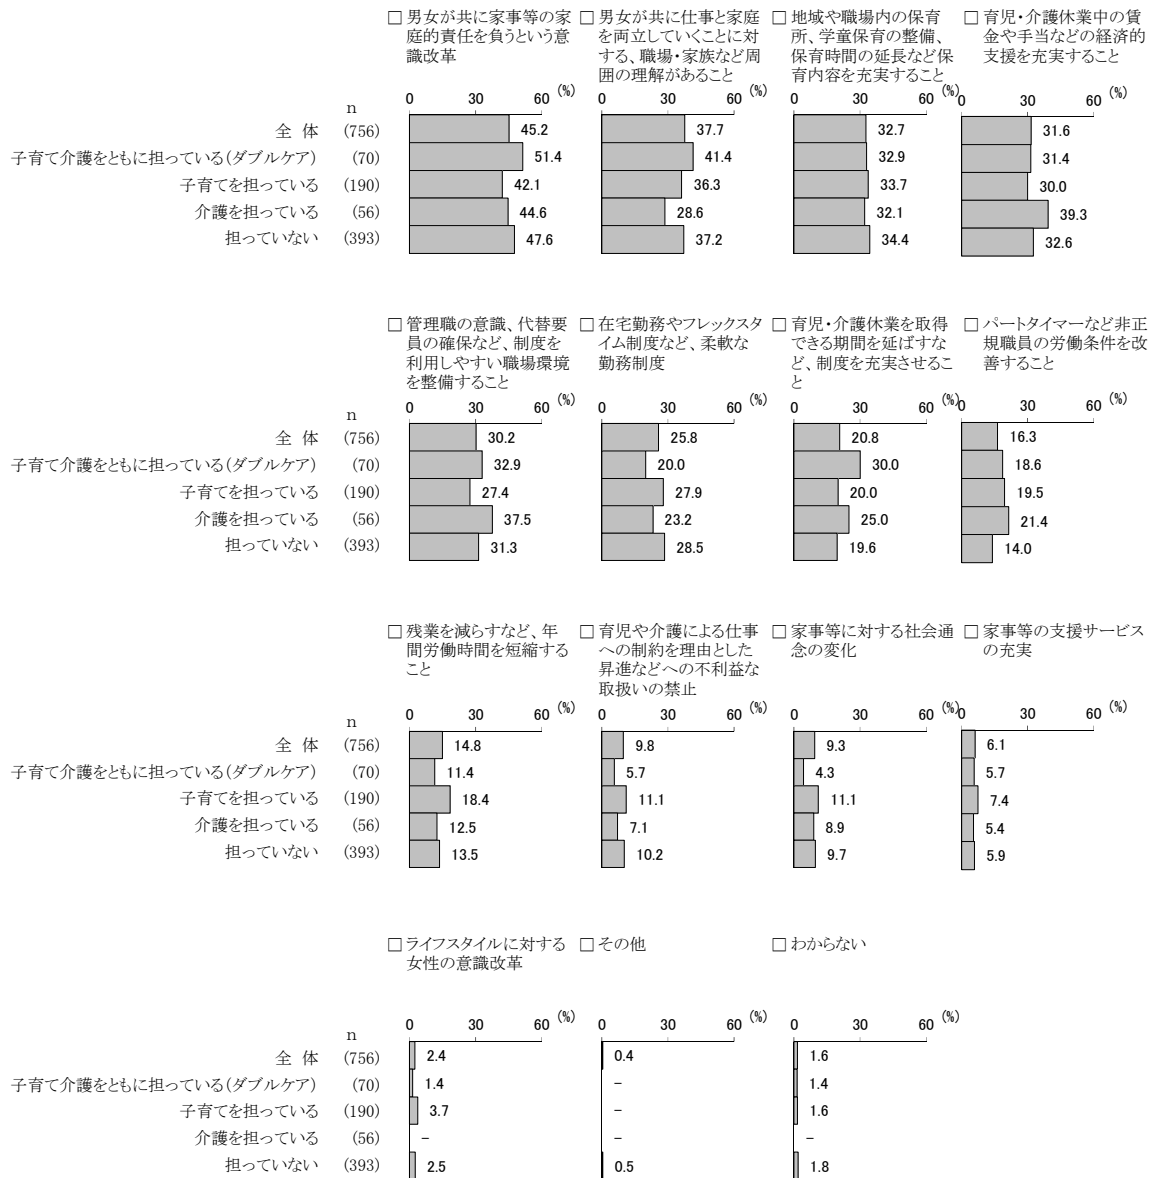 □ 男女が共に家事等の家
庭的責任を負うという意
識改革
□ 男女が共に仕事と家庭
を両立していくことに対
する、職場・家族など周
囲の理解があること
□ 地域や職場内の保育
所、学童保育の整備、
保育時間の延長など保
育内容を充実すること
□ 育児・介護休業中の賃
金や手当などの経済的
支援を充実すること
n 0 30 60 (%) 0 30 60 (%) 0 30 60 (%) 0 30 60 (%)
全 体 (756) 45.2 37.7 32.7 31.6
子育て介護をともに担っている(ダブルケア) (70) 51.4 41.4 32.9 31.4
子育てを担っている (190) 42.1 36.3 33.7 30.0
介護を担っている (56) 44.6 28.6 32.1 39.3
担っていない (393) 47.6 37.2 34.4 32.6
□ 管理職の意識、代替要
員の確保など、制度を
利用しやすい職場環境
を整備すること
□ 在宅勤務やフレックスタ
イム制度など、柔軟な
勤務制度
□ 育児・介護休業を取得
できる期間を延ばすな
ど、制度を充実させるこ
と
□ パートタイマーなど非正
規職員の労働条件を改
善すること
n 0 30 60 (%) 0 30 60 (%) 0 30 60 (%) 0 30 60 (%)
全 体 (756) 30.2 25.8 20.8 16.3
子育て介護をともに担っている(ダブルケア) (70) 32.9 20.0 30.0 18.6
子育てを担っている (190) 27.4 27.9 20.0 19.5
介護を担っている (56) 37.5 23.2 25.0 21.4
担っていない (393) 31.3 28.5 19.6 14.0
□ 残業を減らすなど、年
間労働時間を短縮する
こと
□ 育児や介護による仕事
への制約を理由とした
昇進などへの不利益な
取扱いの禁止
□ 家事等に対する社会通
念の変化
□ 家事等の支援サービス
の充実
n 0 30 60 (%) 0 30 60 (%) 0 30 60 (%) 0 30 60 (%)
全 体 (756) 14.8 9.8 9.3 6.1
子育て介護をともに担っている(ダブルケア) (70) 11.4 5.7 4.3 5.7
子育てを担っている (190) 18.4 11.1 11.1 7.4
介護を担っている (56) 12.5 7.1 8.9 5.4
担っていない (393) 13.5 10.2 9.7 5.9
□ ライフスタイルに対する
女性の意識改革
□ その他
□ わからない
n 0 30 60 (%) 0 30 60 (%) 0 30 60 (%)
全 体 (756) 2.4 0.4 1.6
子育て介護をともに担っている(ダブルケア) (70) 1.4 − 1.4
子育てを担っている (190) 3.7 − 1.6
介護を担っている (56) − − −
担っていない (393) 2.5 0.5 1.8